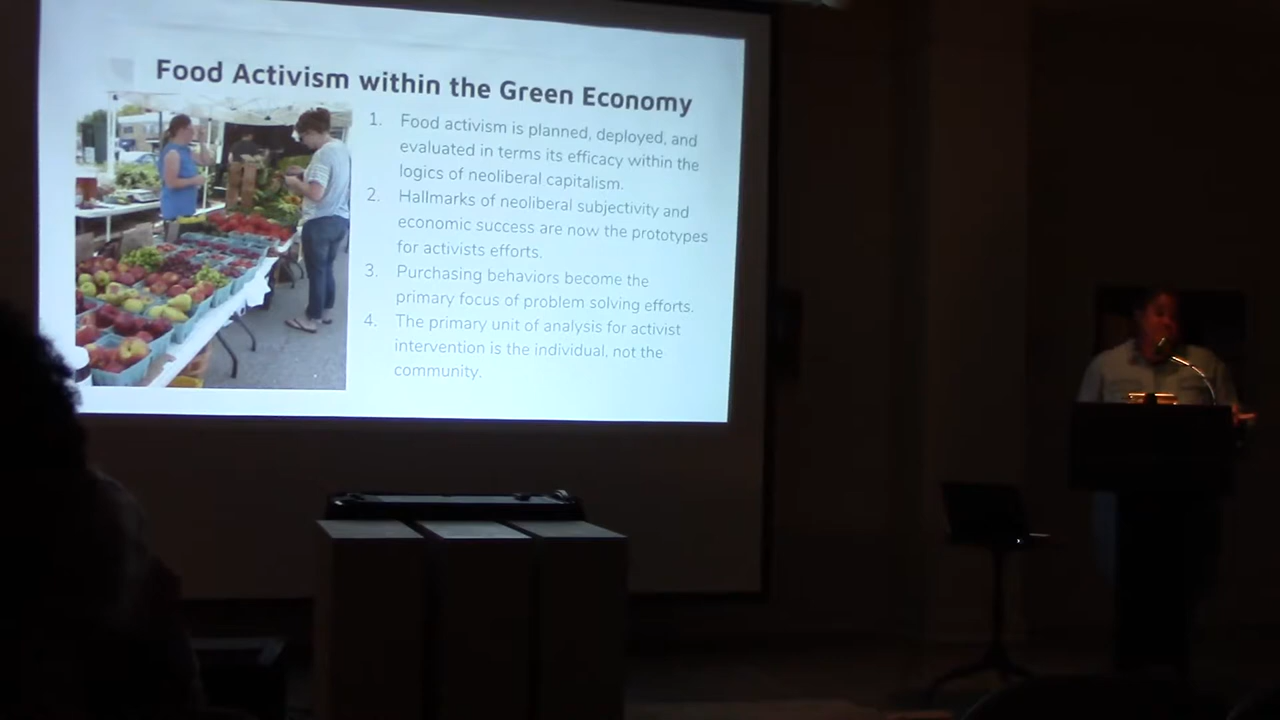 Food Activism within the Green Economy
1. Food activism is planned, deployed, and
evaluated in terms its efficacy within the
logics of neoliberal capitalism.
2. Hallmarks of neoliberal subjectivity and
economic success are now the prototypes
for activists efforts.
3. Purchasing behaviors become the
primary focus of problem solving efforts.
4. The primary unit of analysis for activist
intervention is the individual, not the
community.